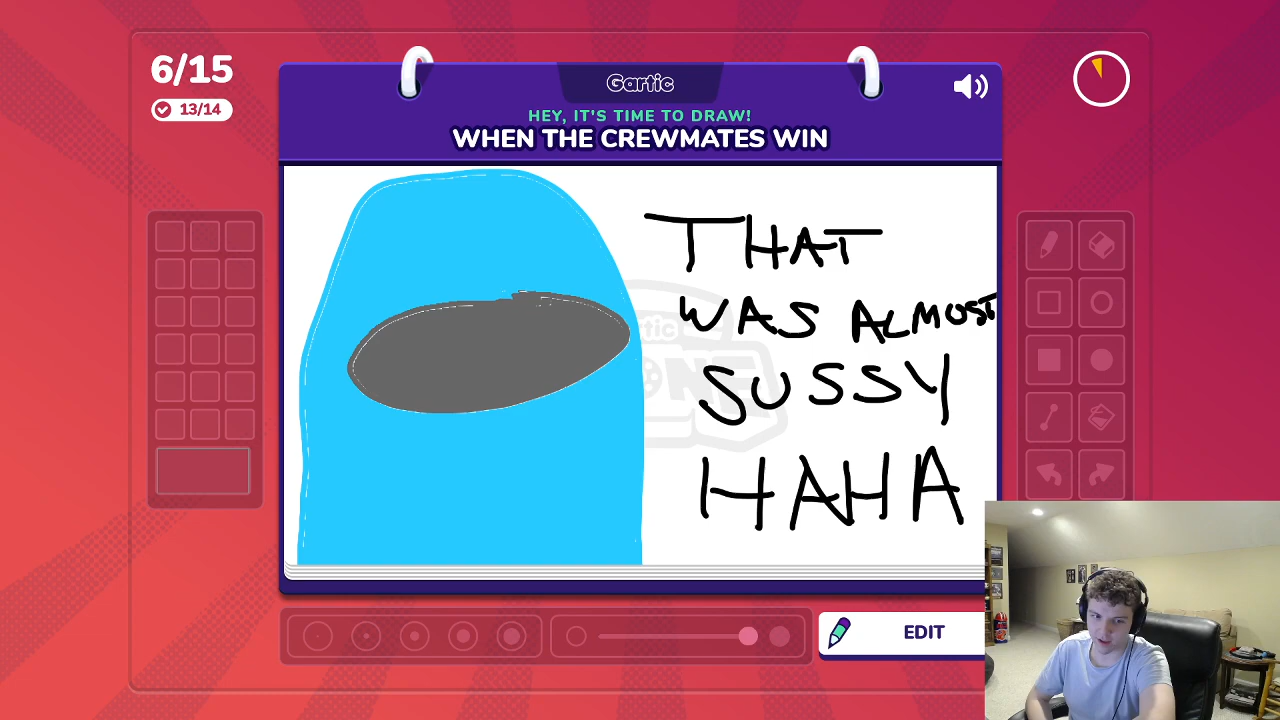 6/15
13/14
Gartic
HEY, IT'S TIME TO DRAW!
WHEN THE CREWMATES WIN
THAT
WAS ALMOST
SUSSY
HAHA
EDIT